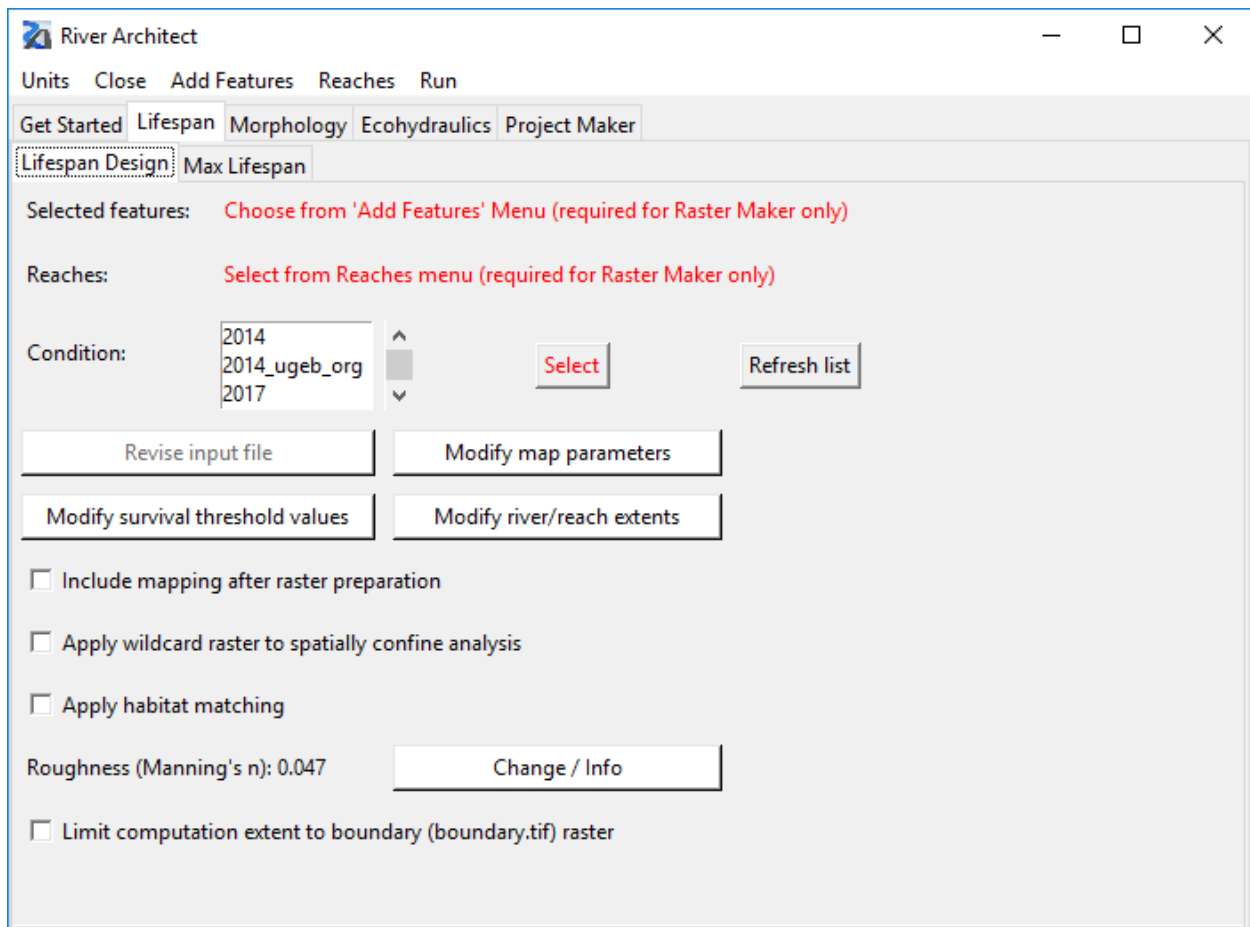 River Architect
Units Close Add Features Reaches Run
Get Started Lifespan Morphology Ecohydraulics Project Maker
Lifespan Design Max Lifespan
Selected features: Choose from 'Add Features' Menu (required for Raster Maker only)
Reaches: Select from Reaches menu (required for Raster Maker only)
2014
Condition: 2014_ugeb_org Select Refresh list
2017
Revise input file Modify map parameters
Modify survival threshold values Modify river/reach extents
Include mapping after raster preparation
Apply wildcard raster to spatially confine analysis
Apply habitat matching
Roughness (Manning's n): 0.047 Change / Info
Limit computation extent to boundary (boundary.tif) raster